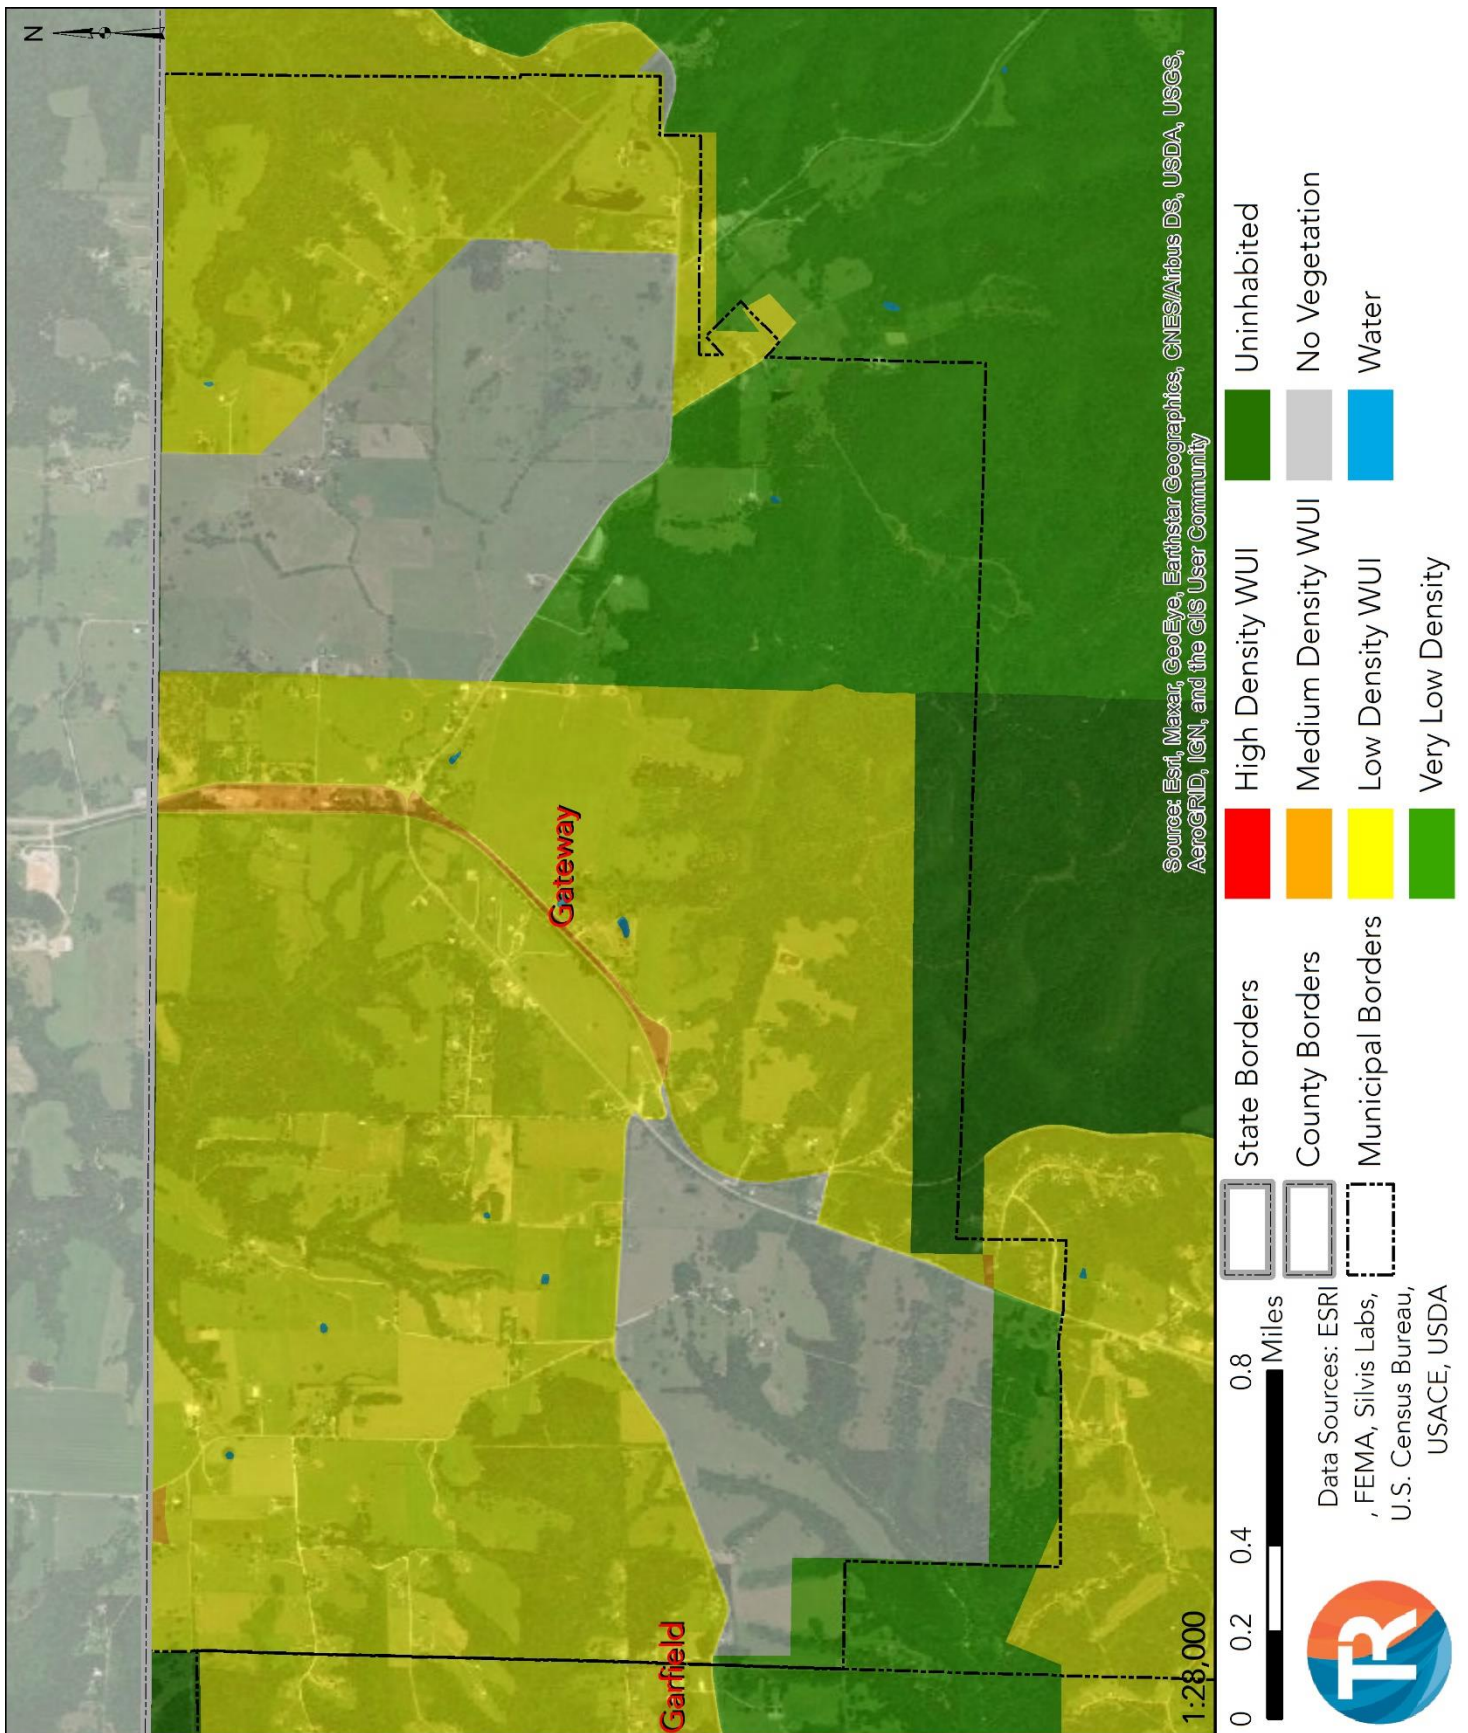 N
Gateway
Garfield
Source: Esri, Maxar, GeoEye, Earthstar Geographics, CNES/Airbus DS, USDA, USGS,
AeroGRID, IGN, and the GIS User Community
1:28,000
0 0.2 0.4 0.8
Miles
Data Sources: ESRI
, FEMA, Silvis Labs,
U.S. Census Bureau,
USACE, USDA
TR
State Borders
County Borders
Municipal Borders
High Density WUI
Medium Density WUI
Low Density WUI
Very Low Density
Uninhabited
No Vegetation
Water